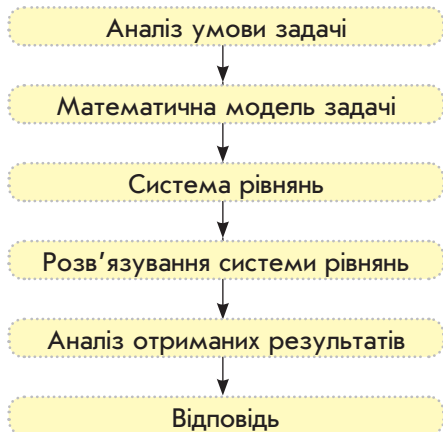 Аналіз умови задачі
Математична модель задачі
Система рівнянь
Розв'язування системи рівнянь
Аналіз отриманих результатів
Відповідь